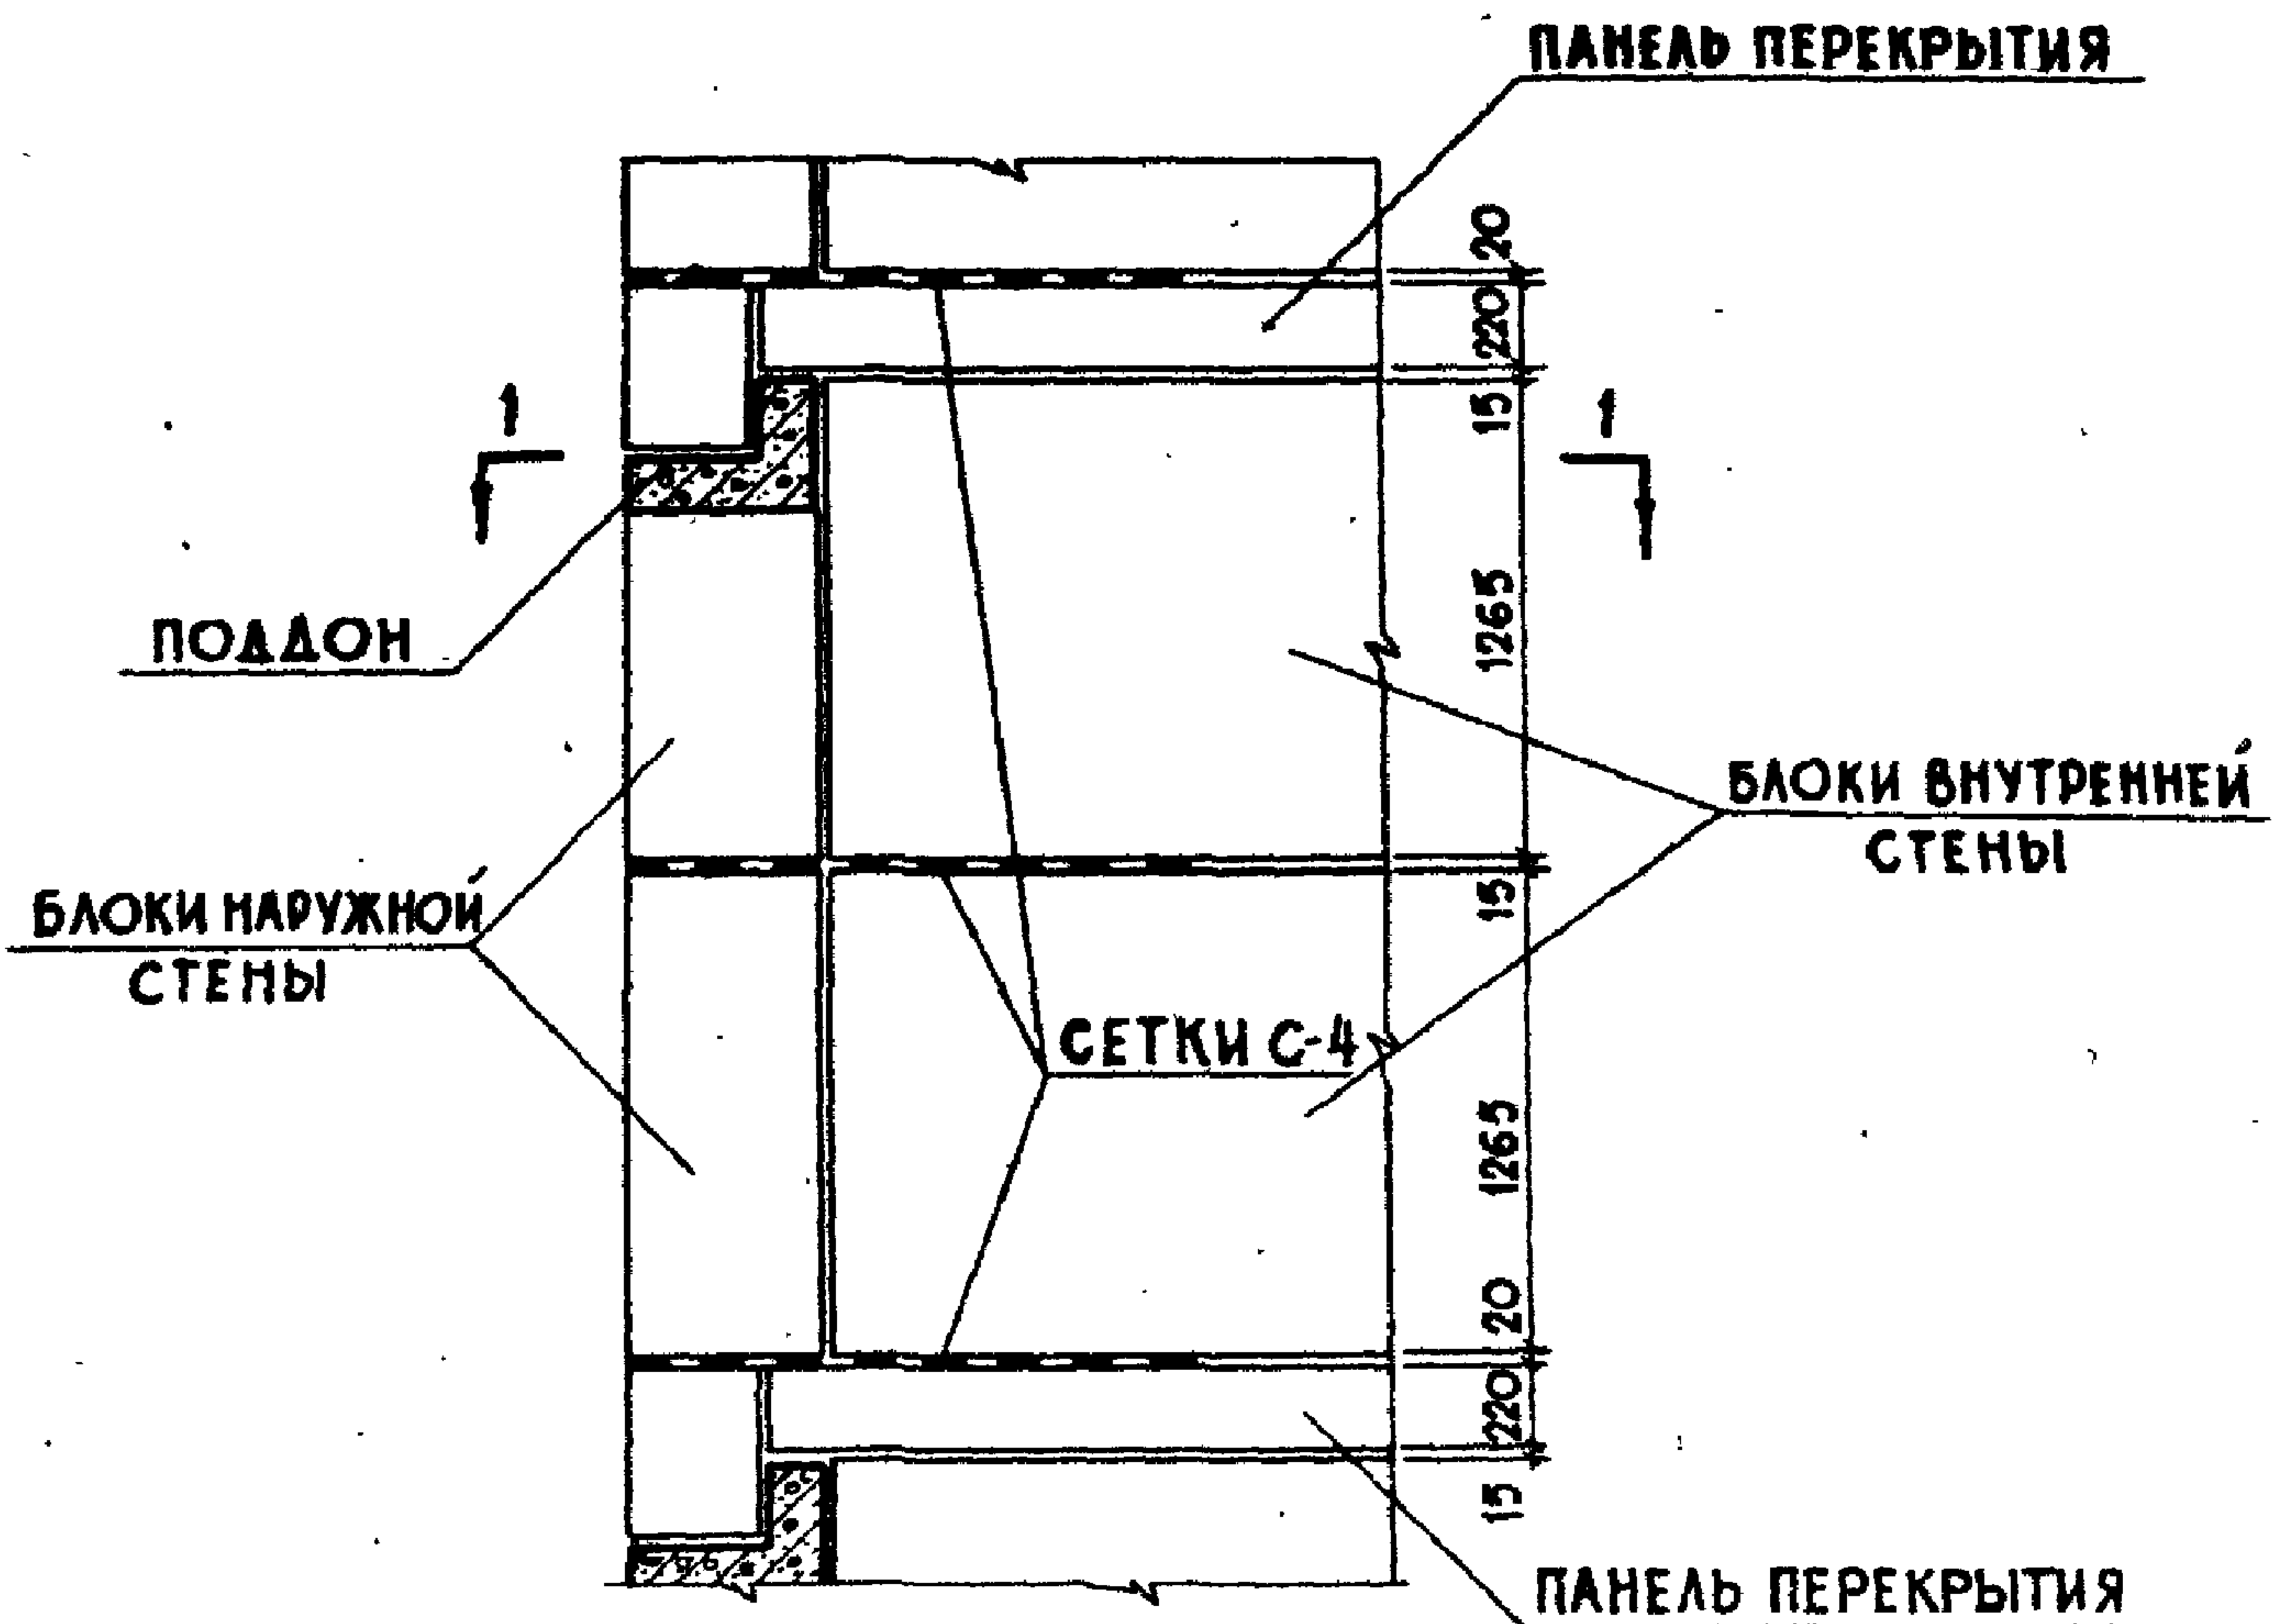 ПАНЕЛЬ ПЕРЕКРЫТИЯ
20
220
15
1
1
1265
ПОДДОН
БЛОКИ ВНУТРЕННЕЙ
СТЕНЫ
15
БЛОКИ НАРУЖНОЙ
СТЕНЫ
СЕТКИ С-4
1265
20
220
15
ПАНЕЛЬ ПЕРЕКРЫТИЯ